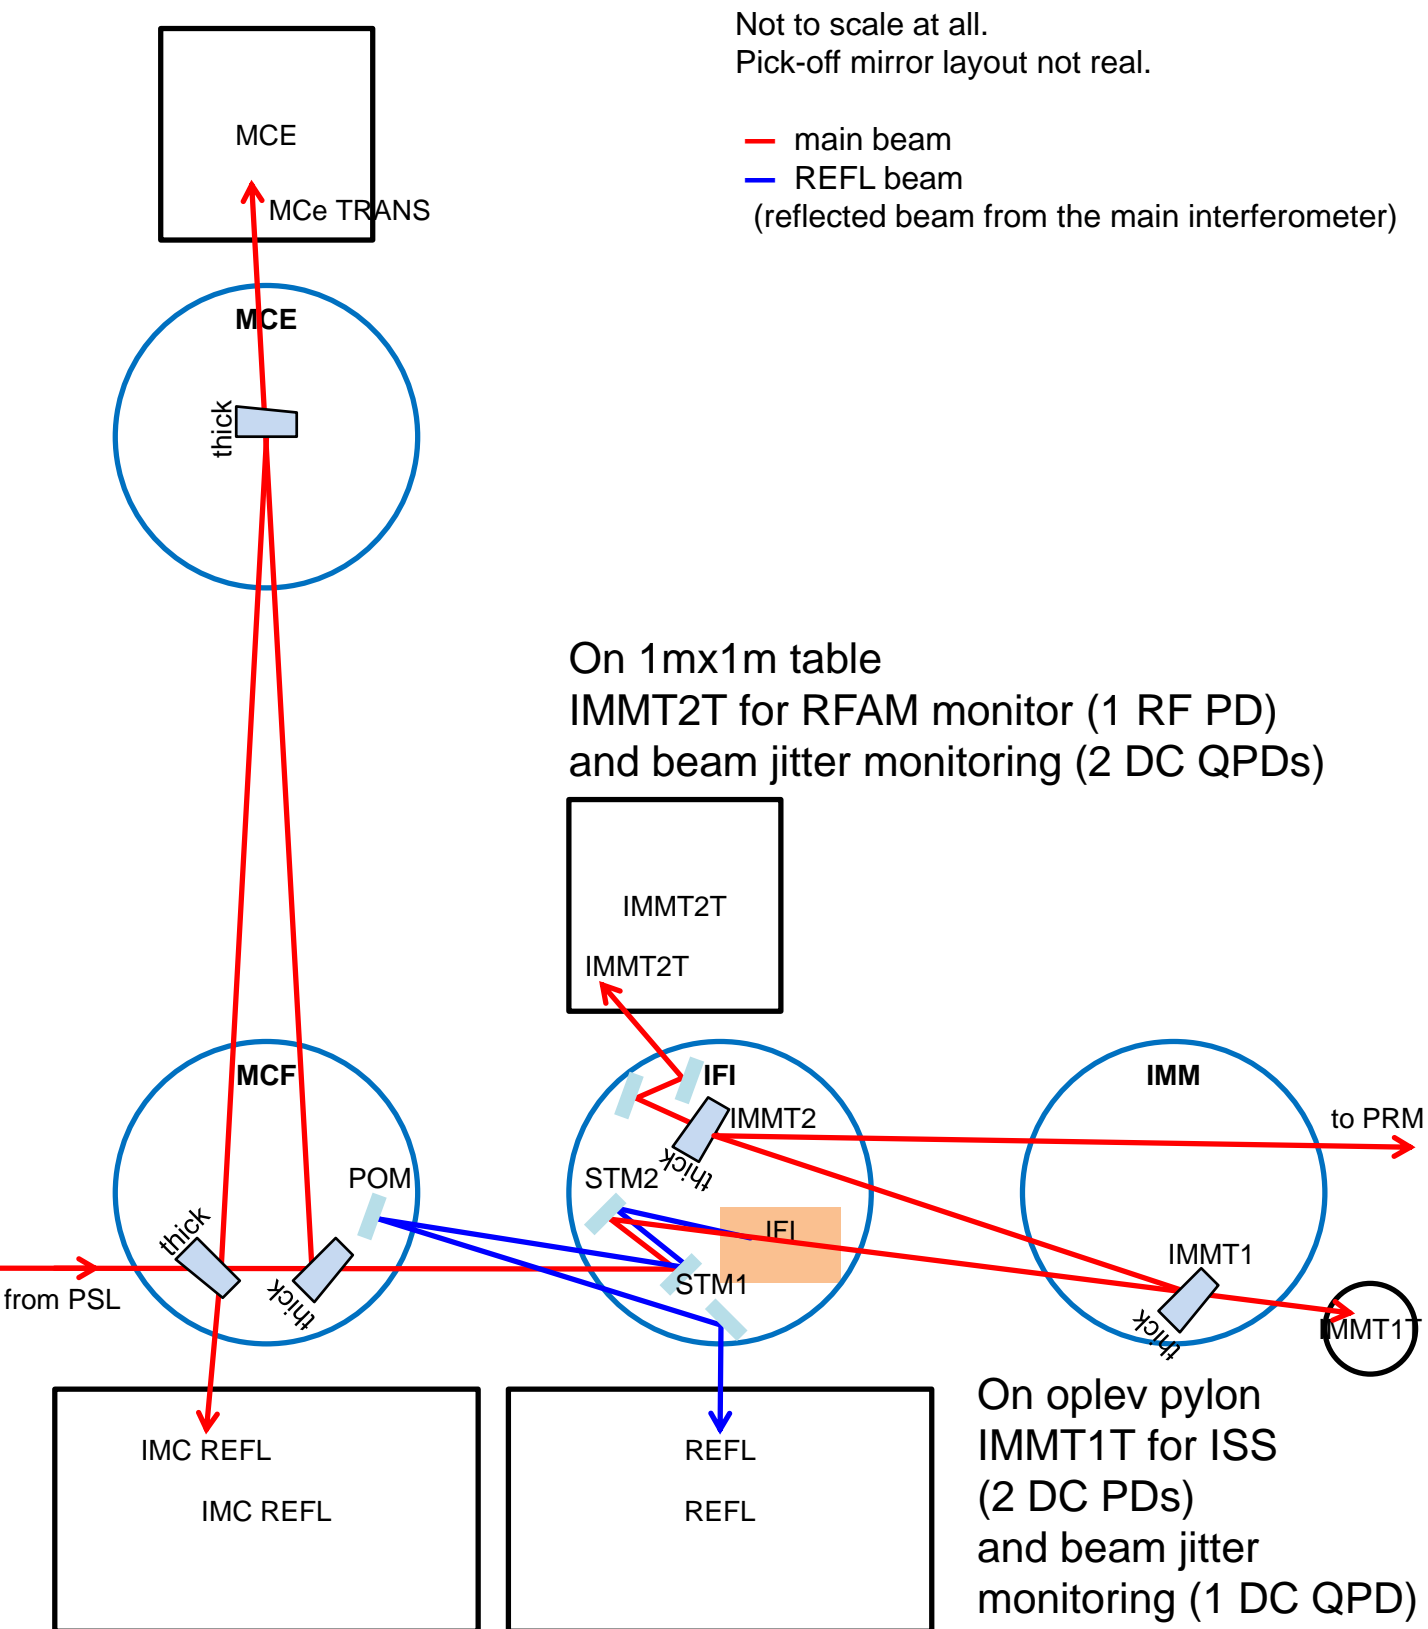 Not to scale at all.
Pick-off mirror layout not real.
main beam
REFL beam
(reflected beam from the main interferometer)
MCE
MCe TRANS
MCE
thick
On 1mx1m table
IMMT2T for RFAM monitor (1 RF PD)
and beam jitter monitoring (2 DC QPDs)
IMMT2T
IMMT2T
MCF
IFI
IMM
IMMT2
to PRM
thick
POM
STM2
thick
IFI
IMMT1
STM1
from PSL
thick
thick
IMMT1T
IMC REFL
IMC REFL
REFL
REFL
On oplev pylon
IMMT1T for ISS
(2 DC PDs)
and beam jitter
monitoring (1 DC QPD)